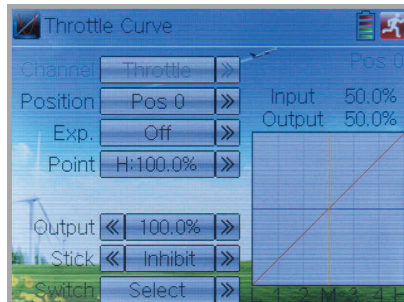 Throttle Curve
Channel Throttle » Pos 0
Position Pos 0 » Input 50.0%
Exp. Off » Output 50.0%
Point H:100.0% »
Output « 100.0% »
Stick « Inhibit »
Switch Select » L 1 2 M 3 4 H